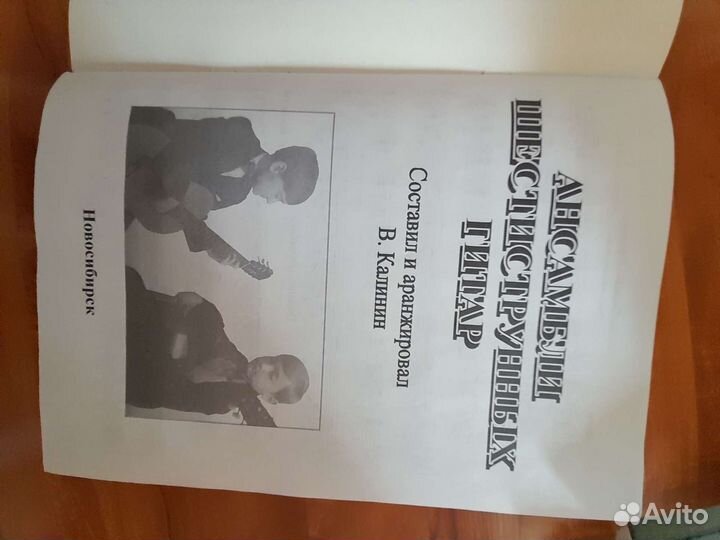 АНСАМБЛИ
ШЕСТИСТРУННЫХ
ГИТАР
Составил и аранжировал
В. Калинин
Новосибирск
Avito